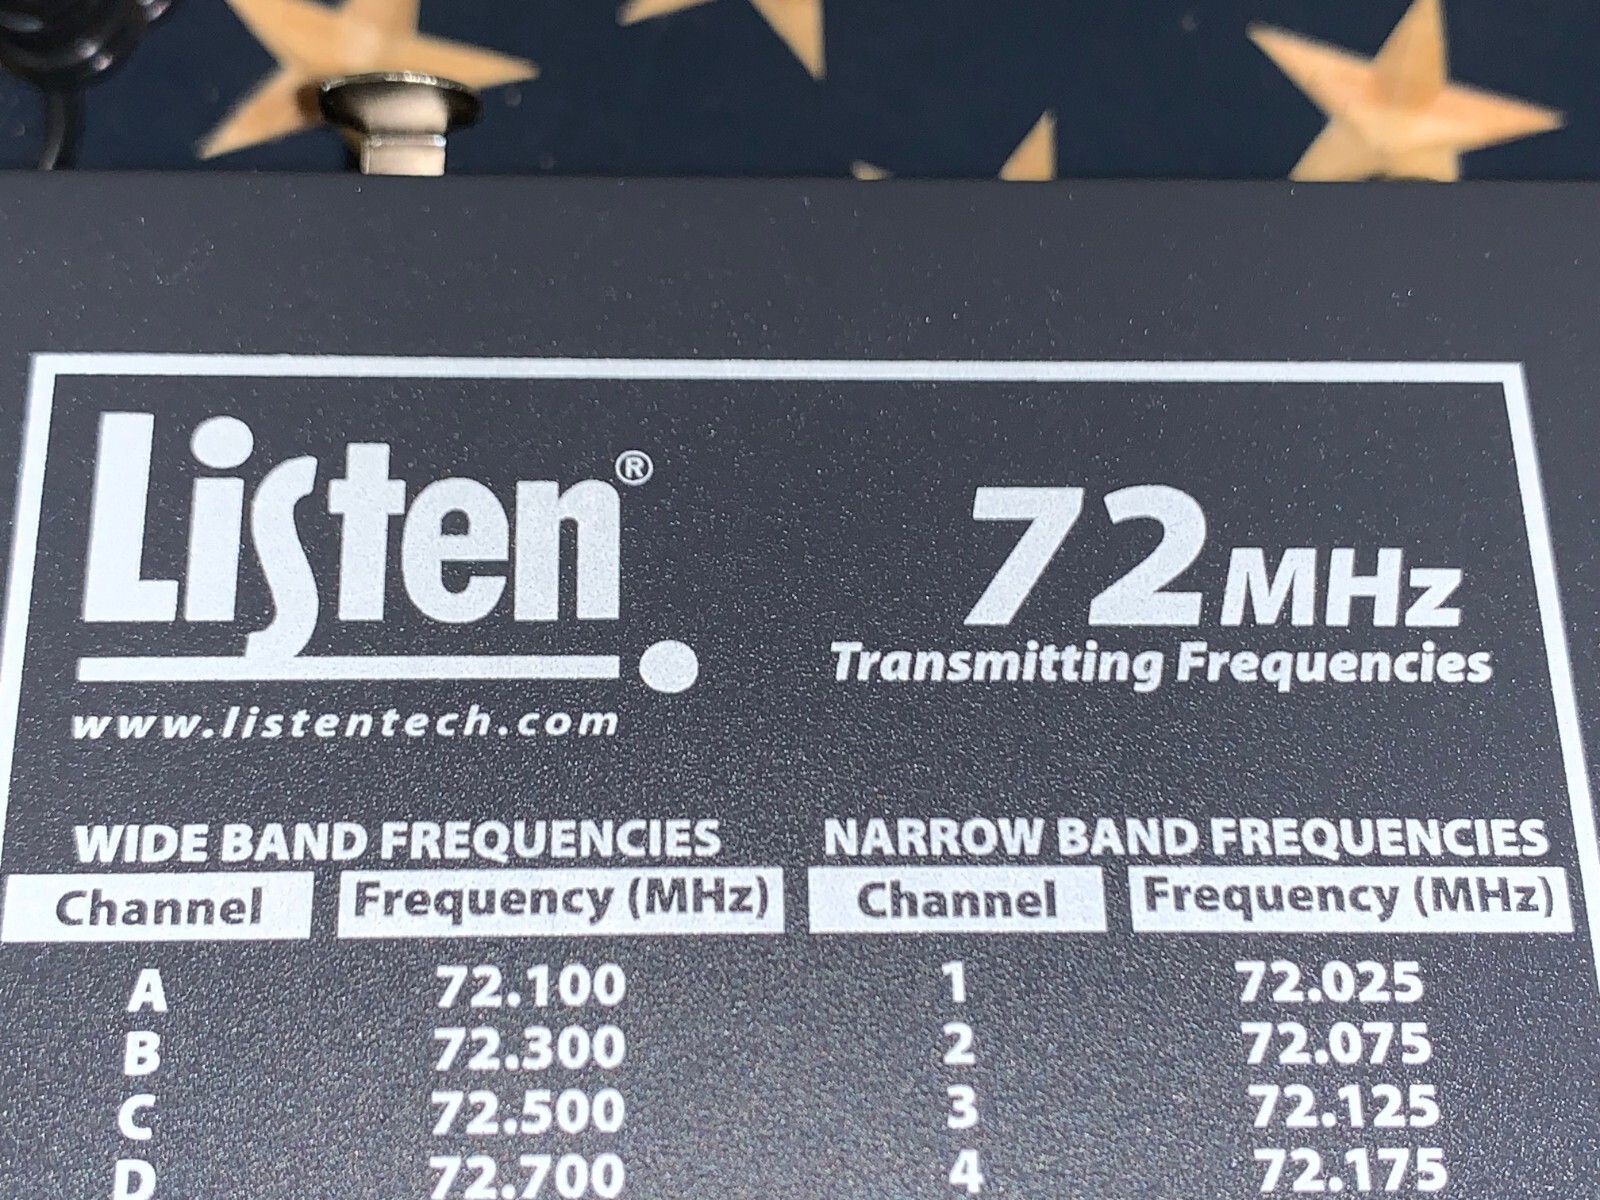 Listen®
www.listentech.com
72 MHz
Transmitting Frequencies
WIDE BAND FREQUENCIES
Channel Frequency (MHz)
A 72.100
B 72.300
C 72.500
D 72.700
NARROW BAND FREQUENCIES
Channel Frequency (MHz)
1 72.025
2 72.075
3 72.125
4 72.175